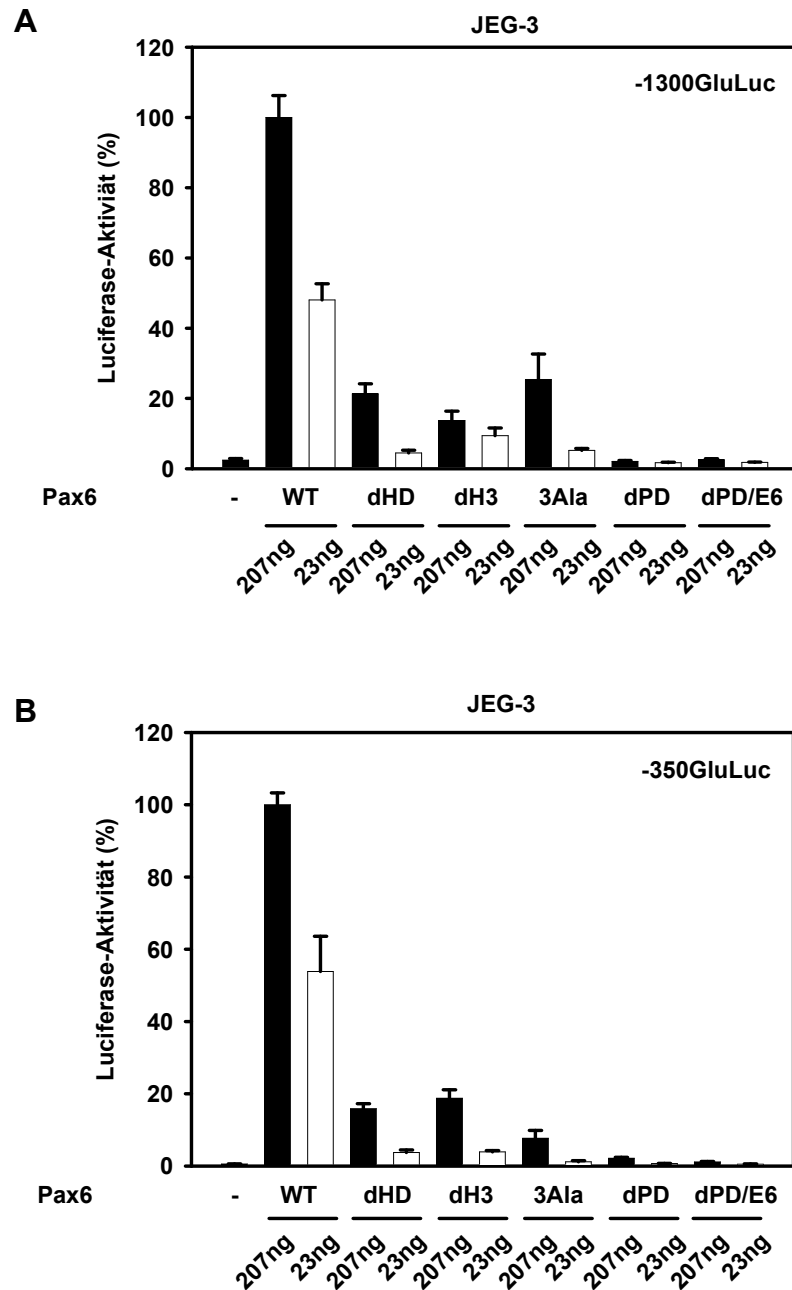 A
JEG-3
-1300GluLuc
Luciferase-Aktiviät (%)
120
100
80
60
40
20
0
Pax6 - WT dHD dH3 3Ala dPD dPD/E6
207ng 23ng 207ng 23ng 207ng 23ng 207ng 23ng 207ng 23ng 207ng 23ng
B
JEG-3
-350GluLuc
Luciferase-Aktivität (%)
120
100
80
60
40
20
0
Pax6 - WT dHD dH3 3Ala dPD dPD/E6
207ng 23ng 207ng 23ng 207ng 23ng 207ng 23ng 207ng 23ng 207ng 23ng